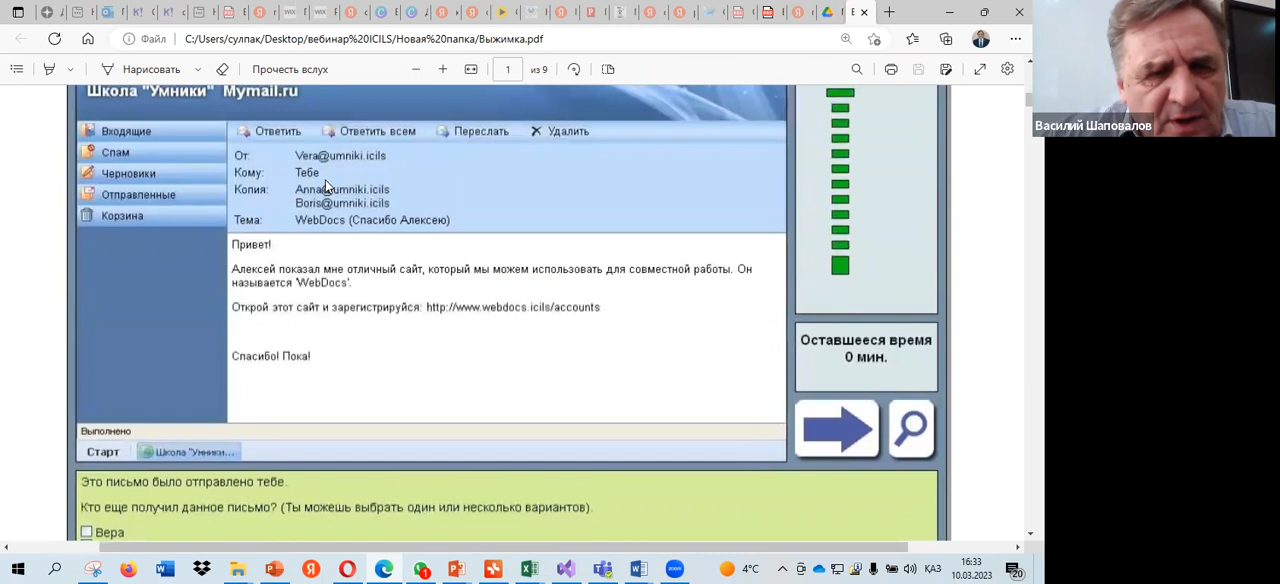 Файл
C:/Users/сулпак/Desktop/вебинар%20ICILS/Новая%20папка/Выжимка.pdf
Нарисовать
Прочесть вслух
1
из 9
Василий Шаповалов
Школа "Умники" Mymail.ru
Входящие
Спам
Черновики
Отправленные
Корзина
Ответить
Ответить всем
Переслать
Удалить
От: Vera@umniki.icils
Кому: Тебе
Копия: Anna@umniki.icils
Boris@umniki.icils
Тема: WebDocs (Спасибо Алексею)
Привет!
Алексей показал мне отличный сайт, который мы можем использовать для совместной работы. Он
называется 'WebDocs'.
Открой этот сайт и зарегистрируйся: http://www.webdocs.icils/accounts
Спасибо! Пока!
Оставшееся время
0 мин.
Выполнено
Старт
Школа "Умники...
Это письмо было отправлено тебе.
Кто еще получил данное письмо? (Ты можешь выбрать один или несколько вариантов).
Вера
4°C
ҚАЗ
16:33
10.03.2023
20